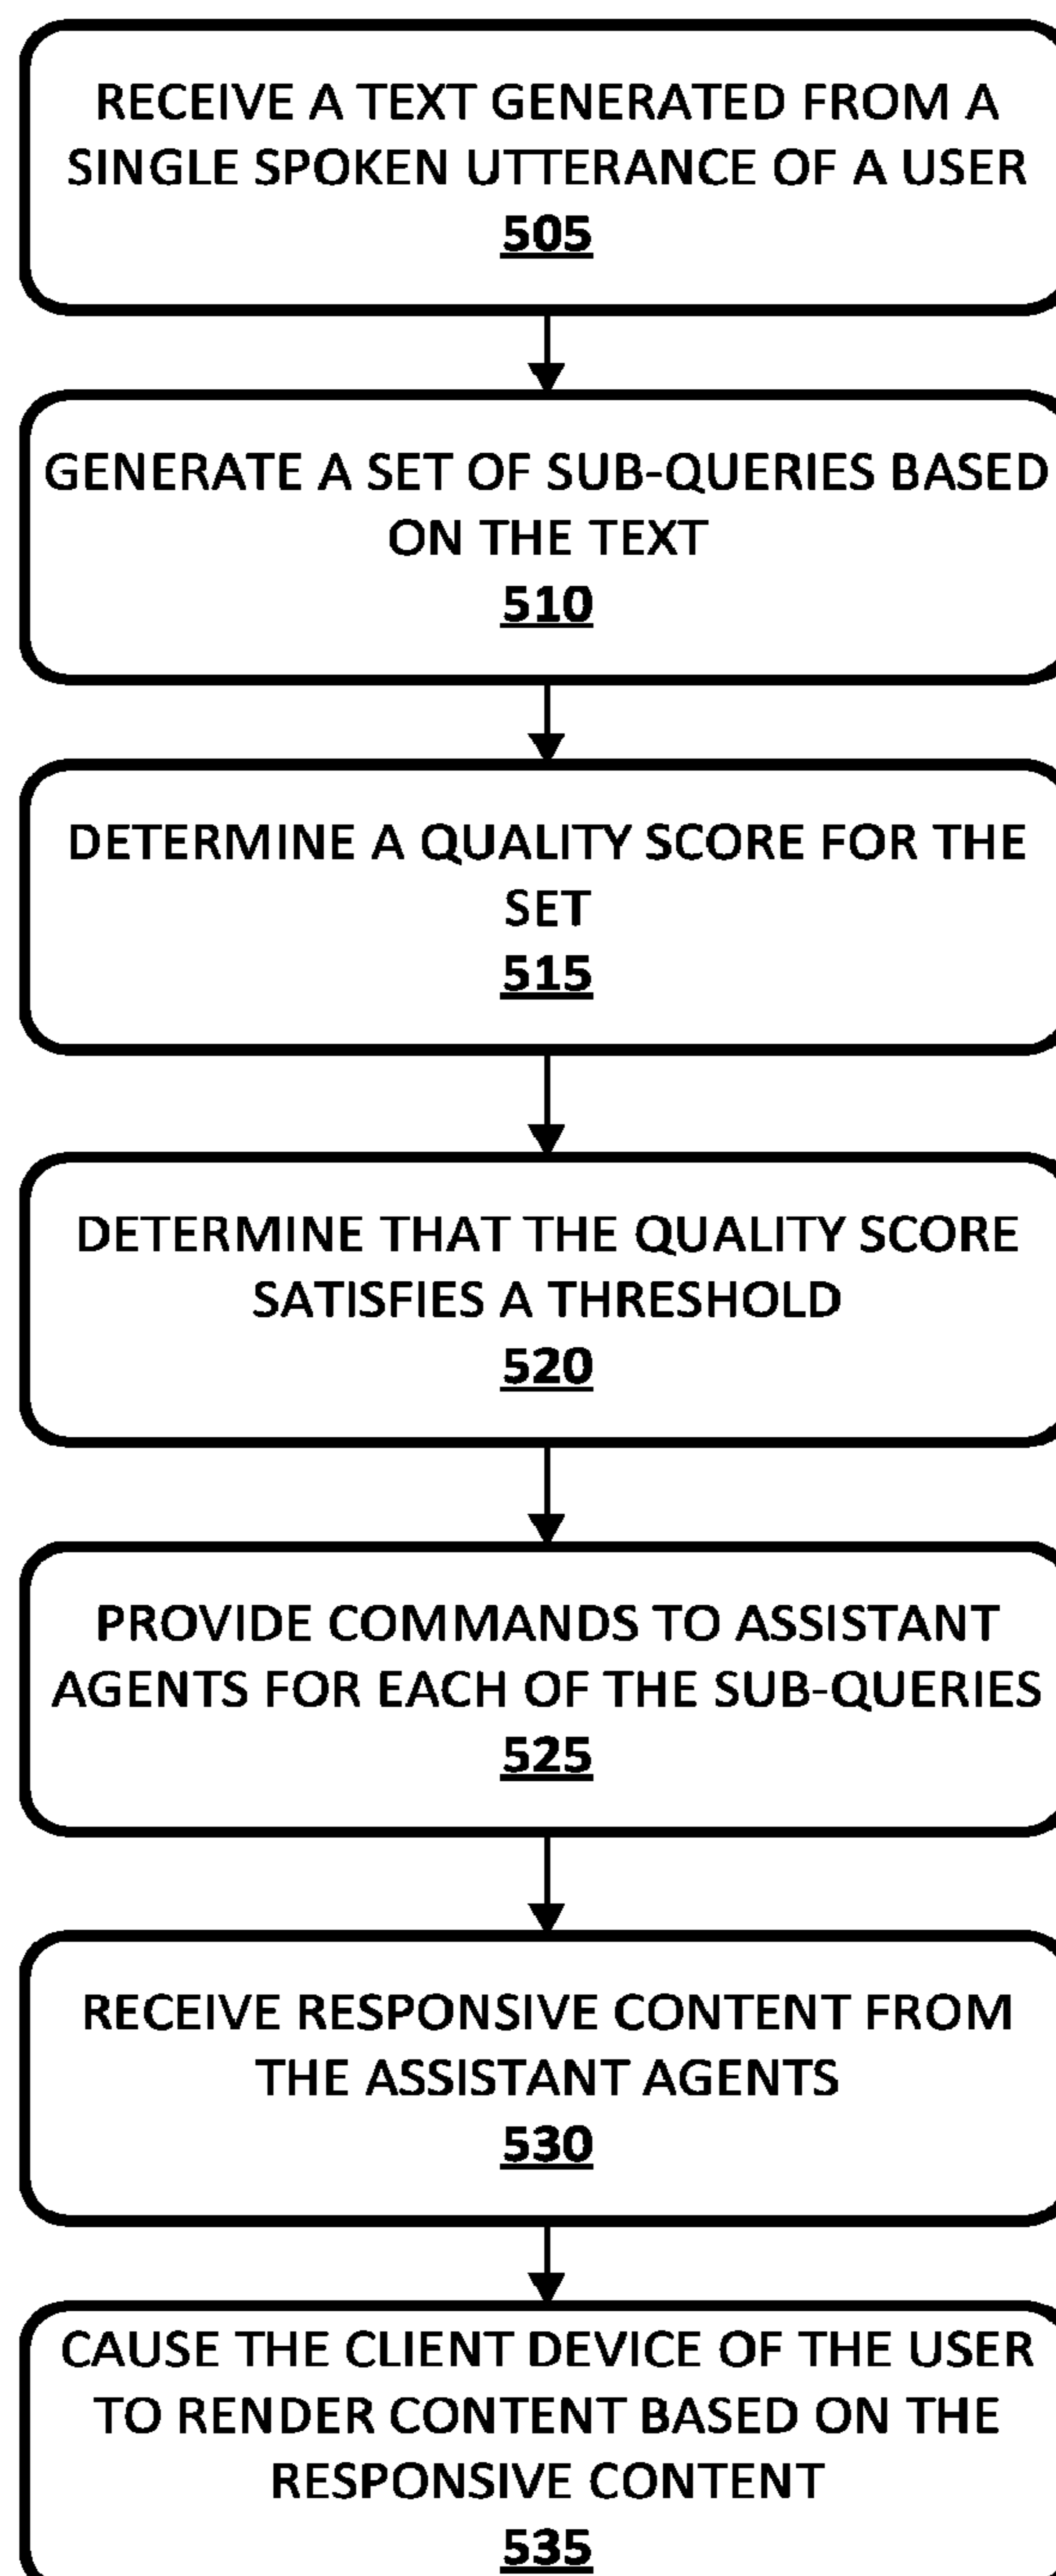 RECEIVE A TEXT GENERATED FROM A
SINGLE SPOKEN UTTERANCE OF A USER
505
GENERATE A SET OF SUB-QUERIES BASED
ON THE TEXT
510
DETERMINE A QUALITY SCORE FOR THE
SET
515
DETERMINE THAT THE QUALITY SCORE
SATISFIES A THRESHOLD
520
PROVIDE COMMANDS TO ASSISTANT
AGENTS FOR EACH OF THE SUB-QUERIES
525
RECEIVE RESPONSIVE CONTENT FROM
THE ASSISTANT AGENTS
530
CAUSE THE CLIENT DEVICE OF THE USER
TO RENDER CONTENT BASED ON THE
RESPONSIVE CONTENT
535